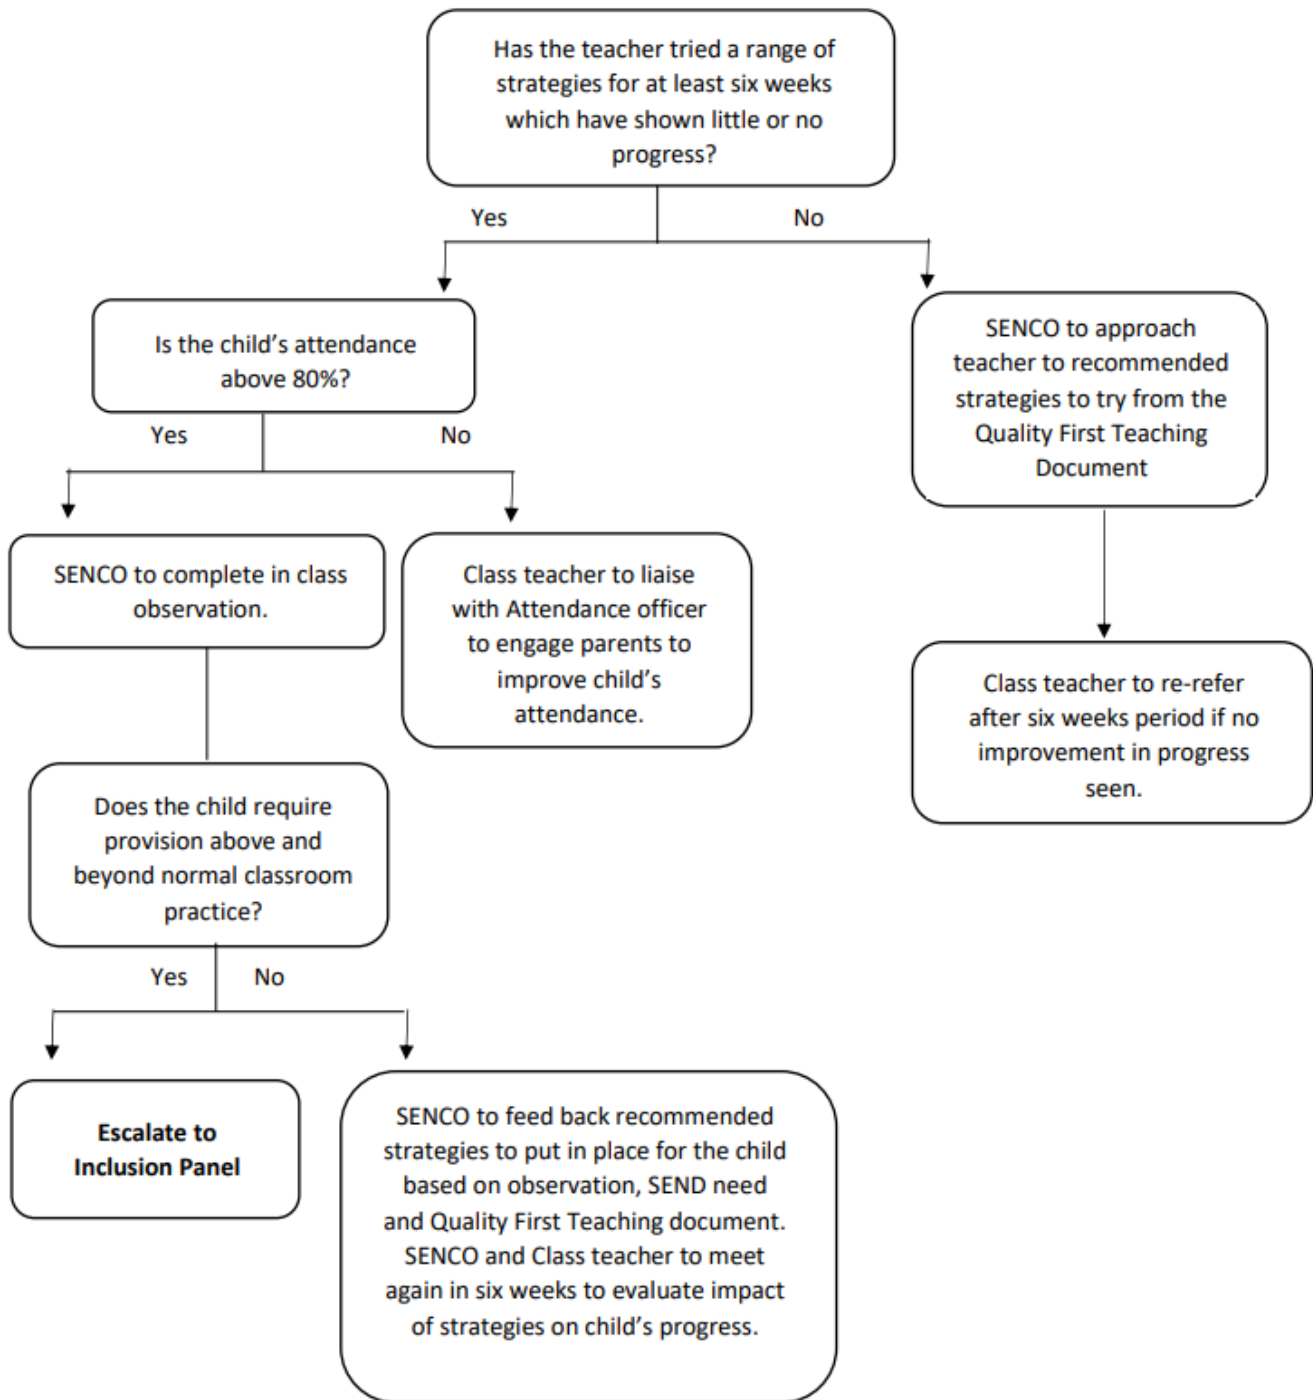 Has the teacher tried a range of
strategies for at least six weeks
which have shown little or no
progress?
Yes
No
Is the child’s attendance
above 80%?
SENCO to approach
teacher to recommended
strategies to try from the
Quality First Teaching
Document
Yes
No
SENCO to complete in class
observation.
Class teacher to liaise
with Attendance officer
to engage parents to
improve child’s
attendance.
Class teacher to re-refer
after six weeks period if no
improvement in progress
seen.
Does the child require
provision above and
beyond normal classroom
practice?
Yes
No
Escalate to
Inclusion Panel
SENCO to feed back recommended
strategies to put in place for the child
based on observation, SEND need
and Quality First Teaching document.
SENCO and Class teacher to meet
again in six weeks to evaluate impact
of strategies on child’s progress.